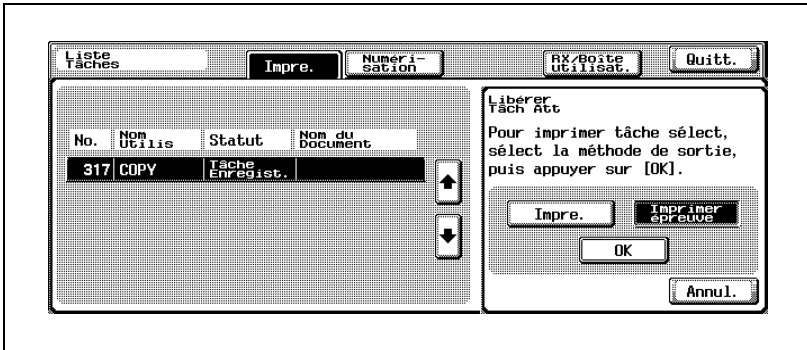 Liste
Tâches
Impre.
Numéri-
sation
RX/Boîte
utilisat.
Quitt.
No.
Nom
Utilis
Statut
Nom du
Document
317
COPY
Tâche
Enregist.
Libérer
Tâch Att
Pour imprimer tâche sélect,
sélect la méthode de sortie,
puis appuyer sur [OK].
Impre.
Imprimer
épreuve
OK
Annul.